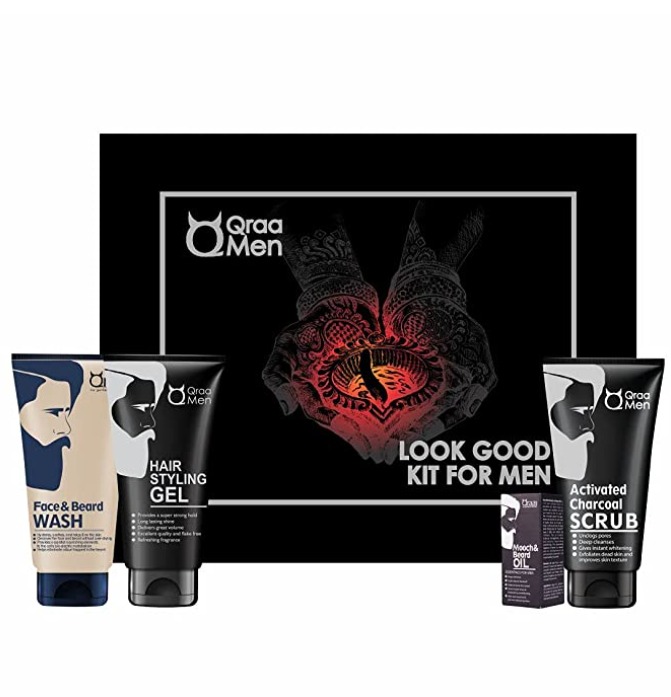 Qraa
Men
LOOK GOOD
KIT FOR MEN
Face & Beard
WASH
Qraa
Men
HAIR
STYLING
GEL
Provides a super strong hold
Long lasting shine
Delivers great volume
Excellent quality and flake free
Refreshing fragrance
Qraa
Mooch &
Beard
OIL
Qraa
Men
Activated
Charcoal
SCRUB
Unclogs pores
Deep cleanses
Gives instant whitening
Exfoliates dead skin and
improves skin texture